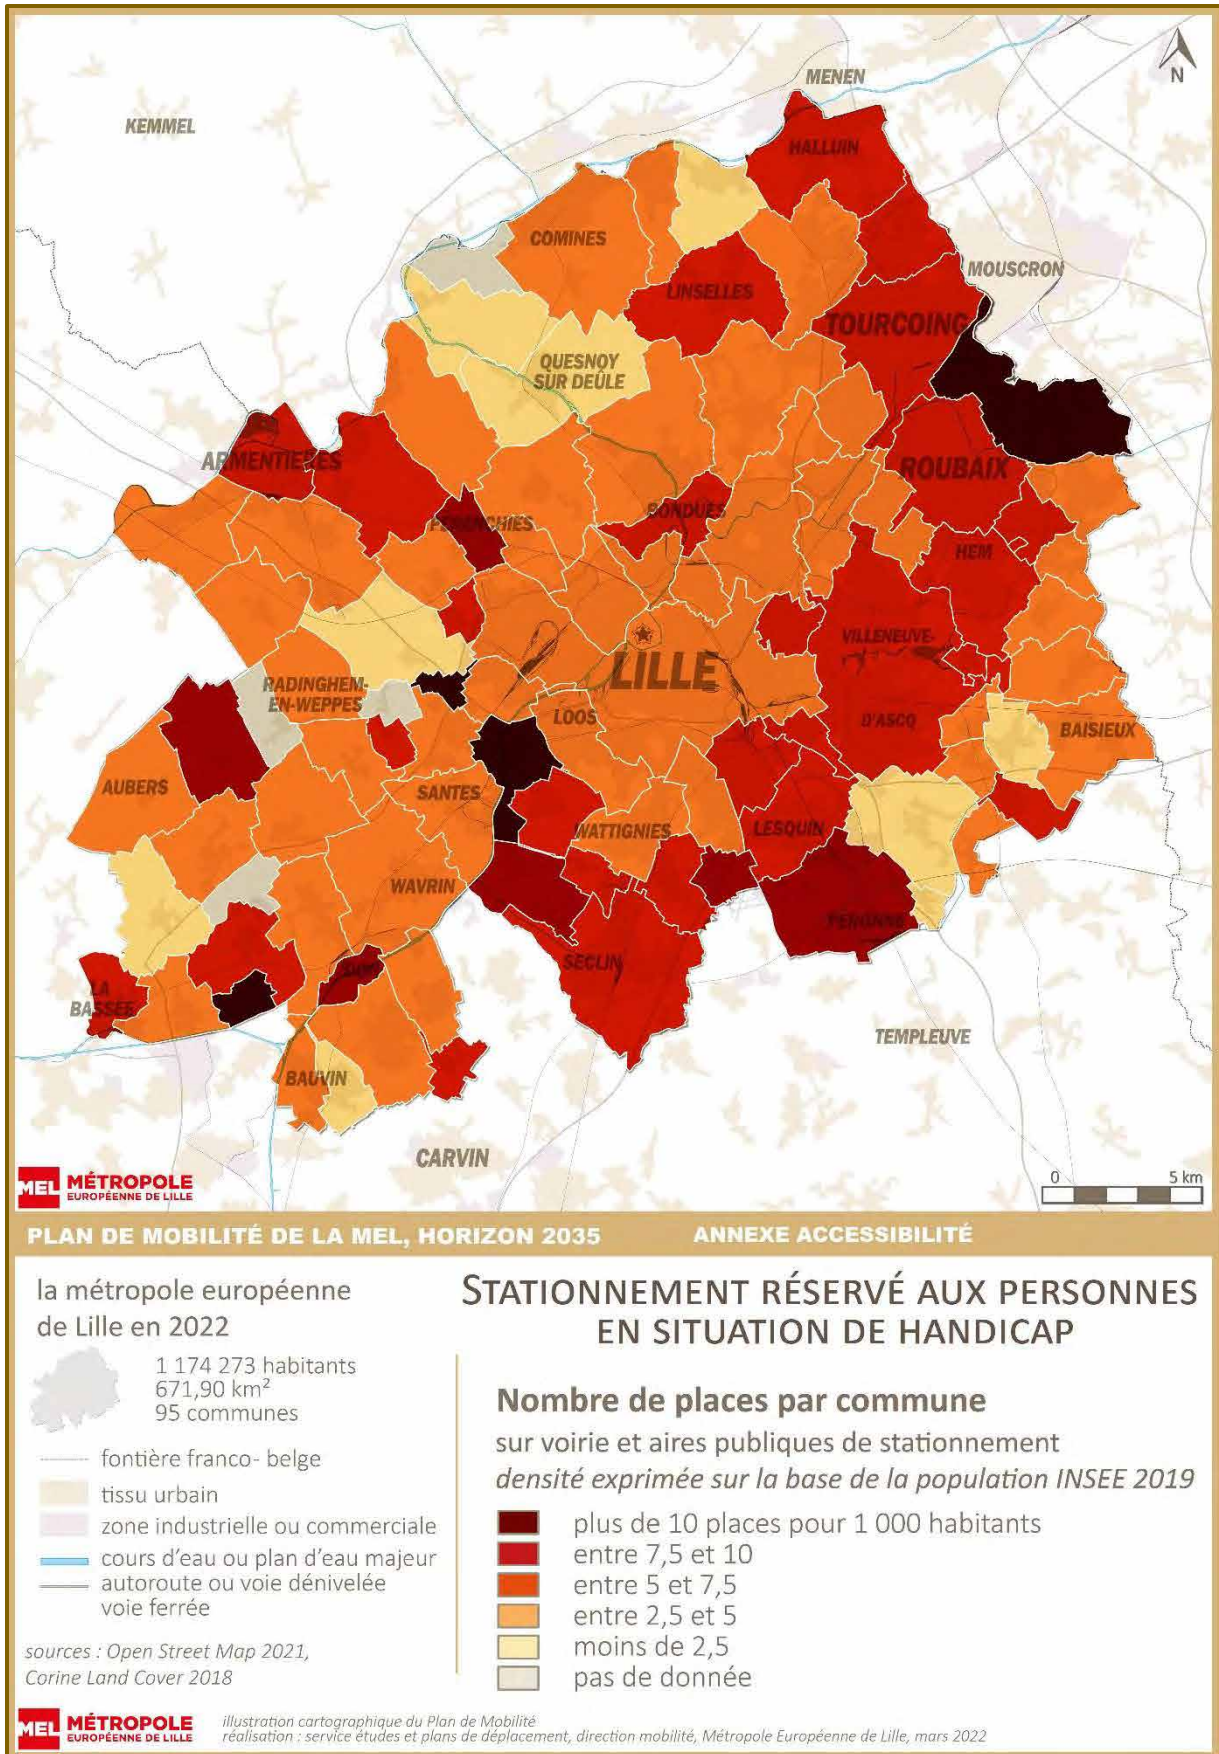 MENEN
N
KEMMEL
HALLUIN
COMINES
MOUSCRON
LINSELLES
TOURCOING
QUESNOY
SUR DEÛLE
ARMENTIERES
ROUBAIX
BONDUES
PERENCHIES
HEM
VILLENEUVE-
LILLE
RADINGHEM-
EN-WEPPES
LOOS
D'ASCQ
BAISIEUX
AUBERS
SANTES
WATTIGNIES
LESQUIN
WAVRIN
PERONNE
SECLIN
LA
BASSEE
TEMPLEUVE
BAUVIN
CARVIN
0 5 km
MEL MÉTROPOLE
EUROPÉENNE DE LILLE
PLAN DE MOBILITÉ DE LA MEL, HORIZON 2035 ANNEXE ACCESSIBILITÉ
la métropole européenne
de Lille en 2022
1 174 273 habitants
671,90 km²
95 communes
fontière franco- belge
tissu urbain
zone industrielle ou commerciale
cours d'eau ou plan d'eau majeur
autoroute ou voie dénivelée
voie ferrée
sources : Open Street Map 2021,
Corine Land Cover 2018
STATIONNEMENT RÉSERVÉ AUX PERSONNES
EN SITUATION DE HANDICAP
Nombre de places par commune
sur voirie et aires publiques de stationnement
densité exprimée sur la base de la population INSEE 2019
plus de 10 places pour 1 000 habitants
entre 7,5 et 10
entre 5 et 7,5
entre 2,5 et 5
moins de 2,5
pas de donnée
MEL MÉTROPOLE
EUROPÉENNE DE LILLE
illustration cartographique du Plan de Mobilité
réalisation : service études et plans de déplacement, direction mobilité, Métropole Européenne de Lille, mars 2022